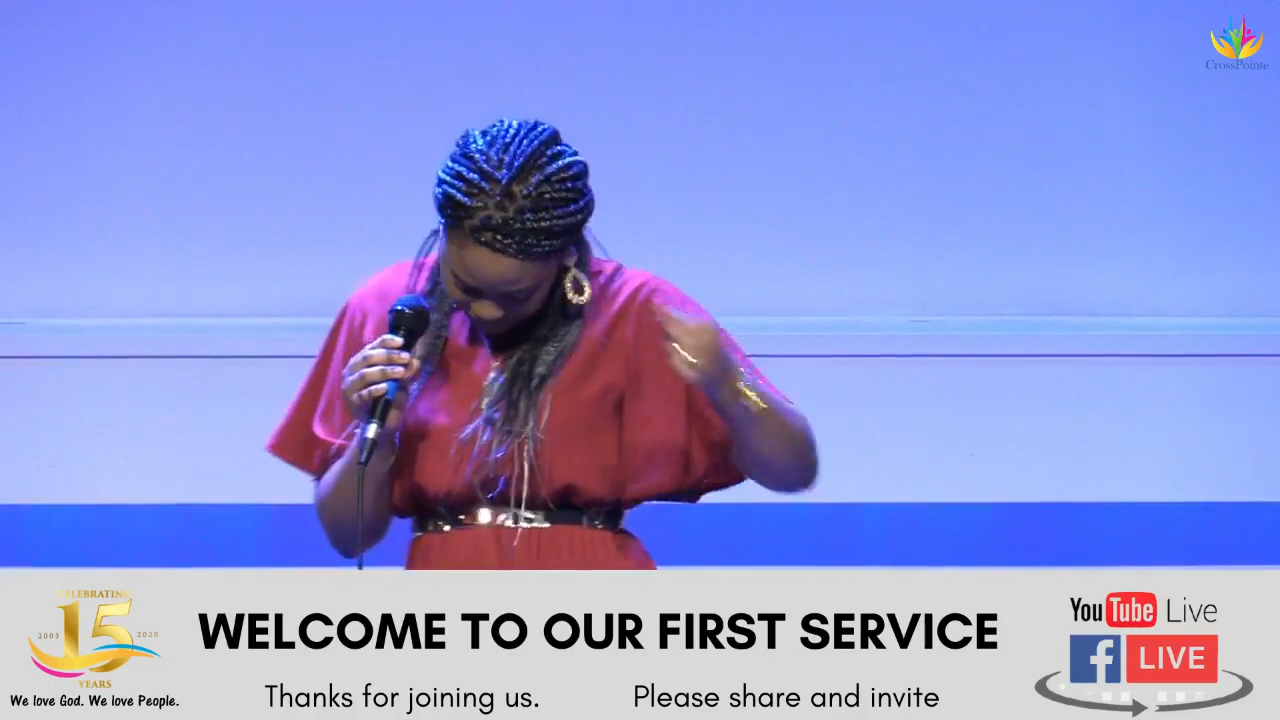 CrossPointe
CELEBRATING
15
2005 2020
YEARS
We love God. We love People.
WELCOME TO OUR FIRST SERVICE
Thanks for joining us. Please share and invite
YouTube Live
f LIVE